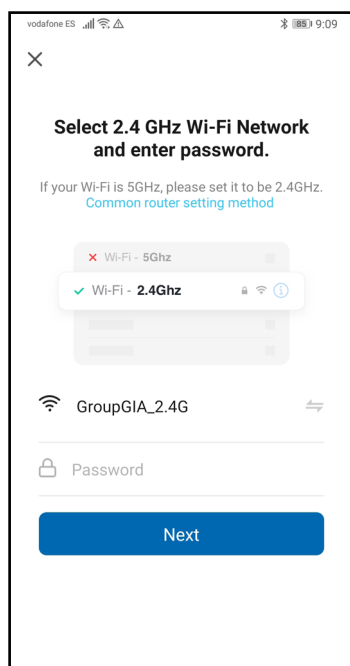 vodafone ES 85 9:09
Select 2.4 GHz Wi-Fi Network
and enter password.
If your Wi-Fi is 5GHz, please set it to be 2.4GHz.
Common router setting method
Wi-Fi - 5Ghz
Wi-Fi - 2.4Ghz
GroupGIA_2.4G
Password
Next